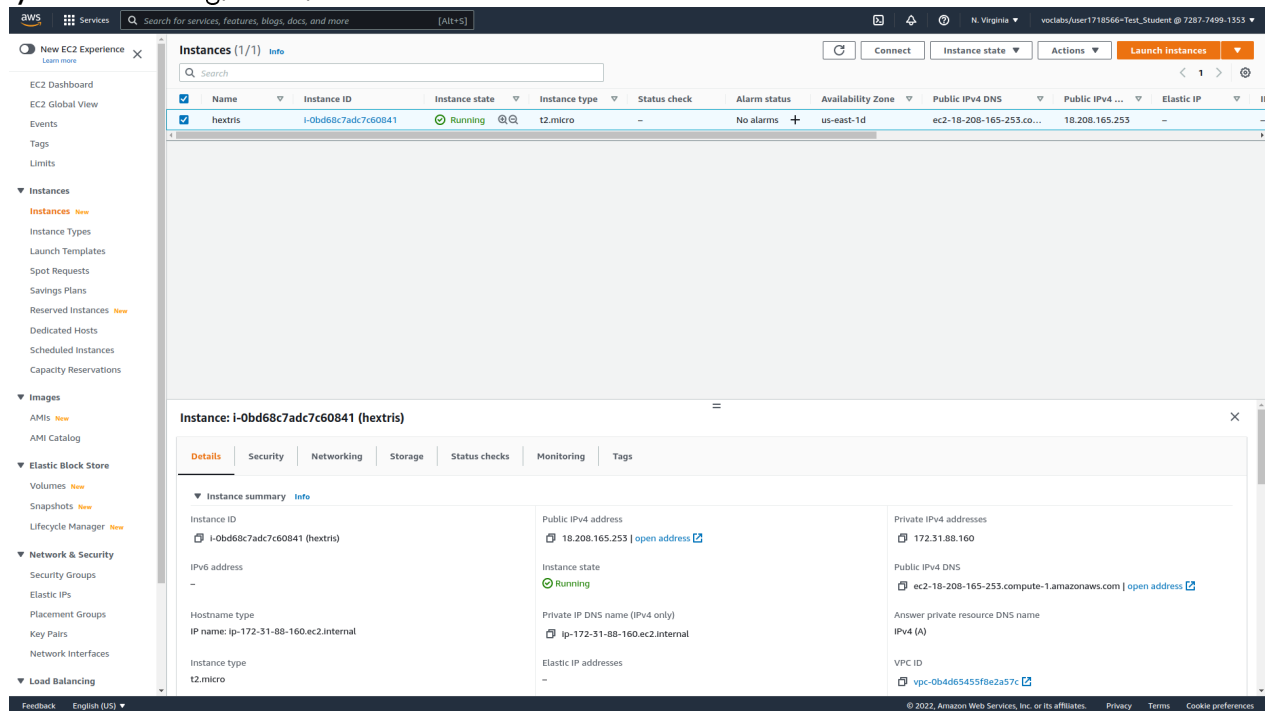 aws Services Search for services, features, blogs, docs, and more [Alt+S] N. Virginia voclabs/user1718566=Test_Student @ 7287-7499-1353
New EC2 Experience
Learn more
EC2 Dashboard
EC2 Global View
Events
Tags
Limits
Instances
Instances New
Instance Types
Launch Templates
Spot Requests
Savings Plans
Reserved Instances New
Dedicated Hosts
Scheduled Instances
Capacity Reservations
Images
AMIs New
AMI Catalog
Elastic Block Store
Volumes New
Snapshots New
Lifecycle Manager New
Network & Security
Security Groups
Elastic IPs
Placement Groups
Key Pairs
Network Interfaces
Load Balancing
Instances (1/1) Info Connect Instance state Actions Launch instances
Search 1
Name Instance ID Instance state Instance type Status check Alarm status Availability Zone Public IPv4 DNS Public IPv4 ... Elastic IP
hextris i-0bd68c7adc7c60841 Running t2.micro – No alarms + us-east-1d ec2-18-208-165-253.co... 18.208.165.253 –
Instance: i-0bd68c7adc7c60841 (hextris)
Details Security Networking Storage Status checks Monitoring Tags
Instance summary Info
Instance ID Public IPv4 address Private IPv4 addresses
i-0bd68c7adc7c60841 (hextris) 18.208.165.253 | open address 172.31.88.160
IPv6 address Instance state Public IPv4 DNS
– Running ec2-18-208-165-253.compute-1.amazonaws.com | open address
Hostname type Private IP DNS name (IPv4 only) Answer private resource DNS name
IP name: ip-172-31-88-160.ec2.internal ip-172-31-88-160.ec2.internal IPv4 (A)
Instance type Elastic IP addresses VPC ID
t2.micro – vpc-0b4d65455f8e2a57c
Feedback English (US) © 2022, Amazon Web Services, Inc. or its affiliates. Privacy Terms Cookie preferences